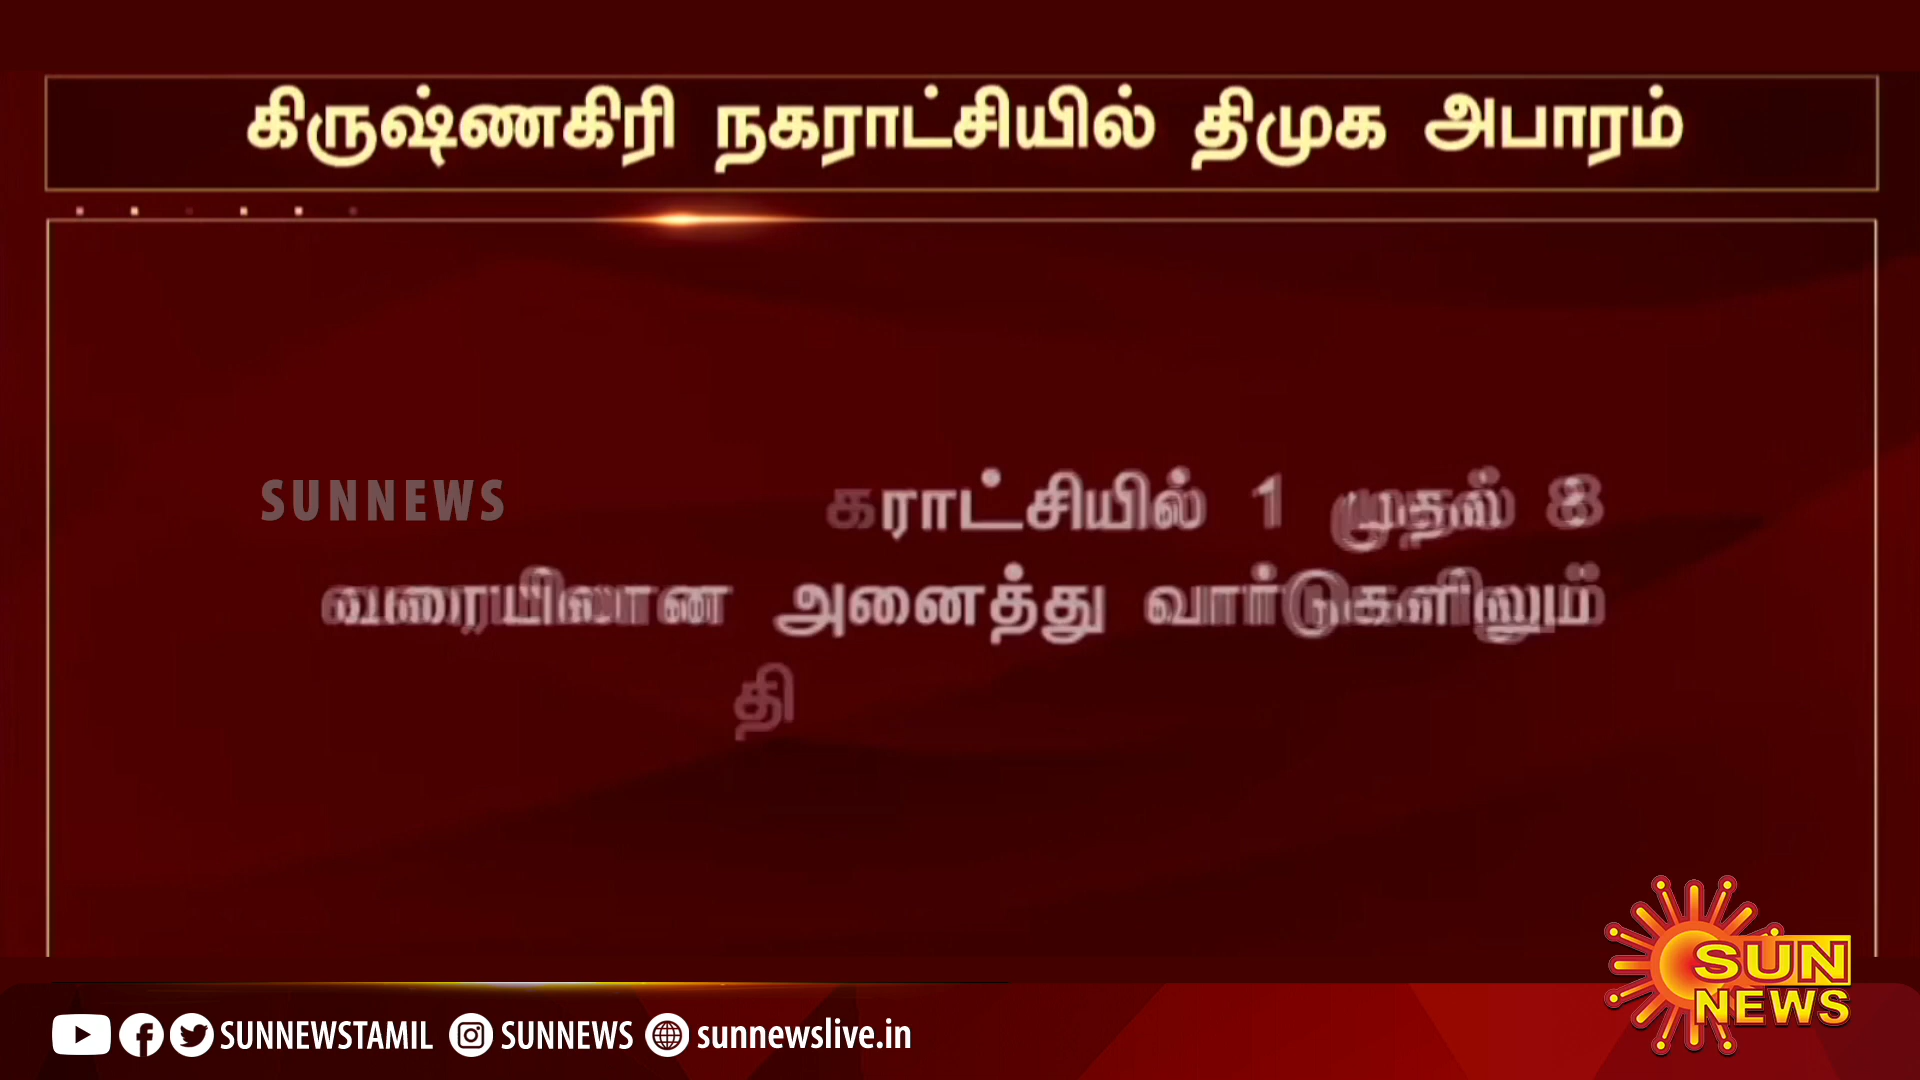 கிருஷ்ணகிரி நகராட்சியில் திமுக அபாரம்
SUNNEWS
கராட்சியில் 1 முதல் 8
வரையிலான அனைத்து வார்டுகளிலும்
தி
SUN
NEWS
SUNNEWSTAMIL SUNNEWS sunnewslive.in